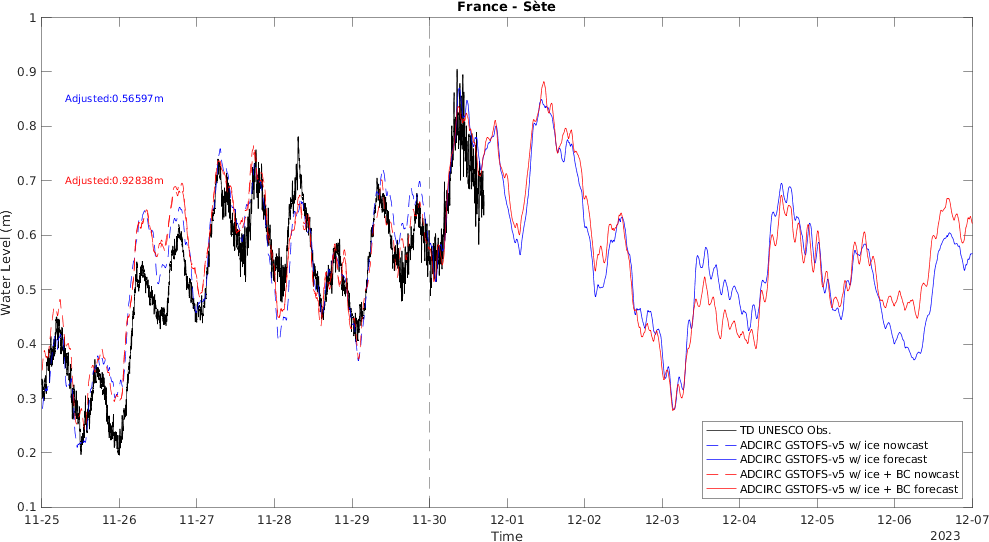 France - Sète
1
0.9
0.8
0.7
0.6
0.5
0.4
0.3
0.2
0.1
Water Level (m)
Adjusted:0.56597m
Adjusted:0.92838m
TD UNESCO Obs.
ADCIRC GSTOFS-v5 w/ ice nowcast
ADCIRC GSTOFS-v5 w/ ice forecast
ADCIRC GSTOFS-v5 w/ ice + BC nowcast
ADCIRC GSTOFS-v5 w/ ice + BC forecast
11-25 11-26 11-27 11-28 11-29 11-30 12-01 12-02 12-03 12-04 12-05 12-06 12-07
Time
2023